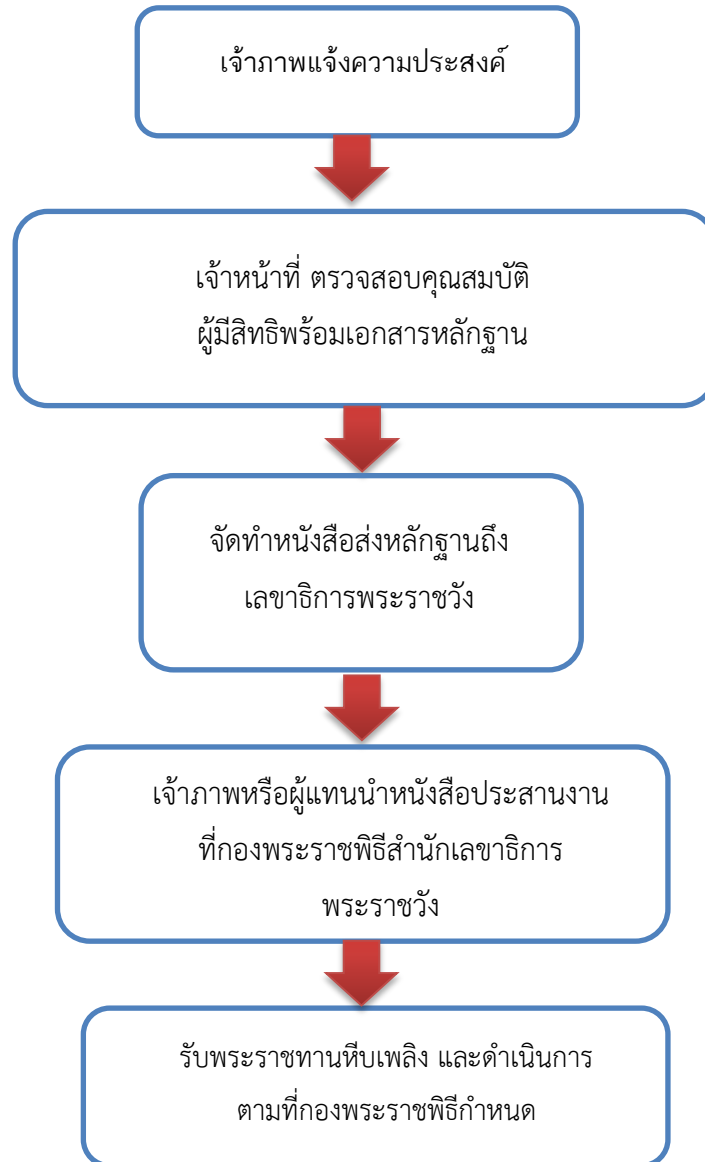 เจ้าภาพแจ้งความประสงค์
เจ้าหน้าที่ ตรวจสอบคุณสมบัติ
ผู้มีสิทธิพร้อมเอกสารหลักฐาน
จัดทำหนังสือส่งหลักฐานถึง
เลขาธิการพระราชวัง
เจ้าภาพหรือผู้แทนนำหนังสือประสานงาน
ที่กองพระราชพิธีสำนักเลขาธิการ
พระราชวัง
รับพระราชทานหีบเพลิง และดำเนินการ
ตามที่กองพระราชพิธีกำหนด